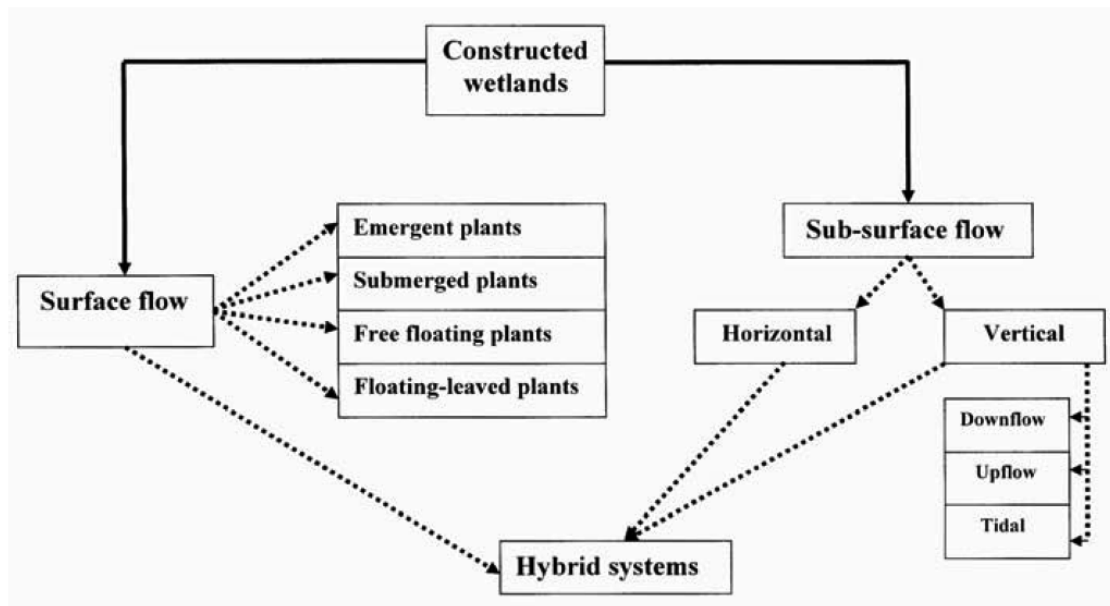 Constructed
wetlands
Emergent plants
Sub-surface flow
Submerged plants
Surface flow
Free floating plants
Horizontal
Vertical
Floating-leaved plants
Downflow
Upflow
Tidal
Hybrid systems